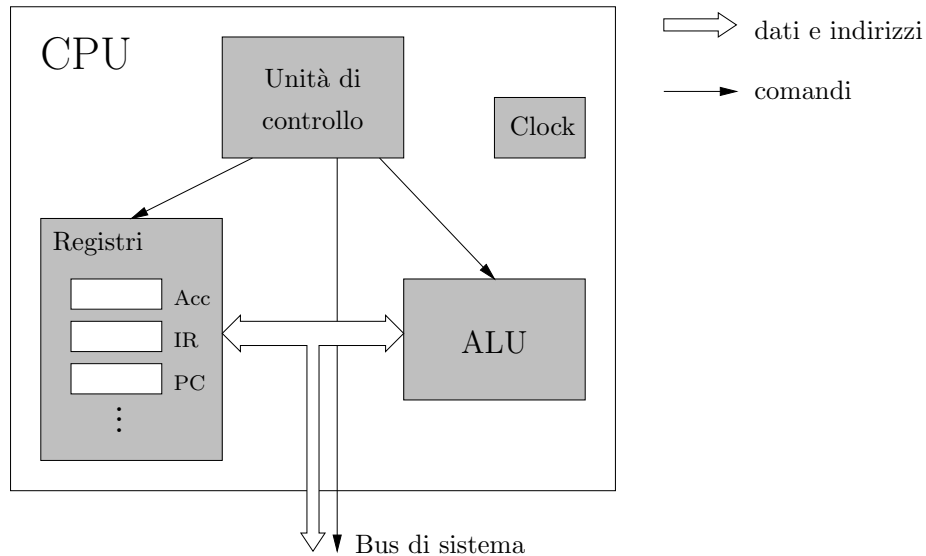 CPU
Unità di
controllo
Clock
dati e indirizzi
comandi
Registri
Acc
IR
PC
⋮
ALU
Bus di sistema